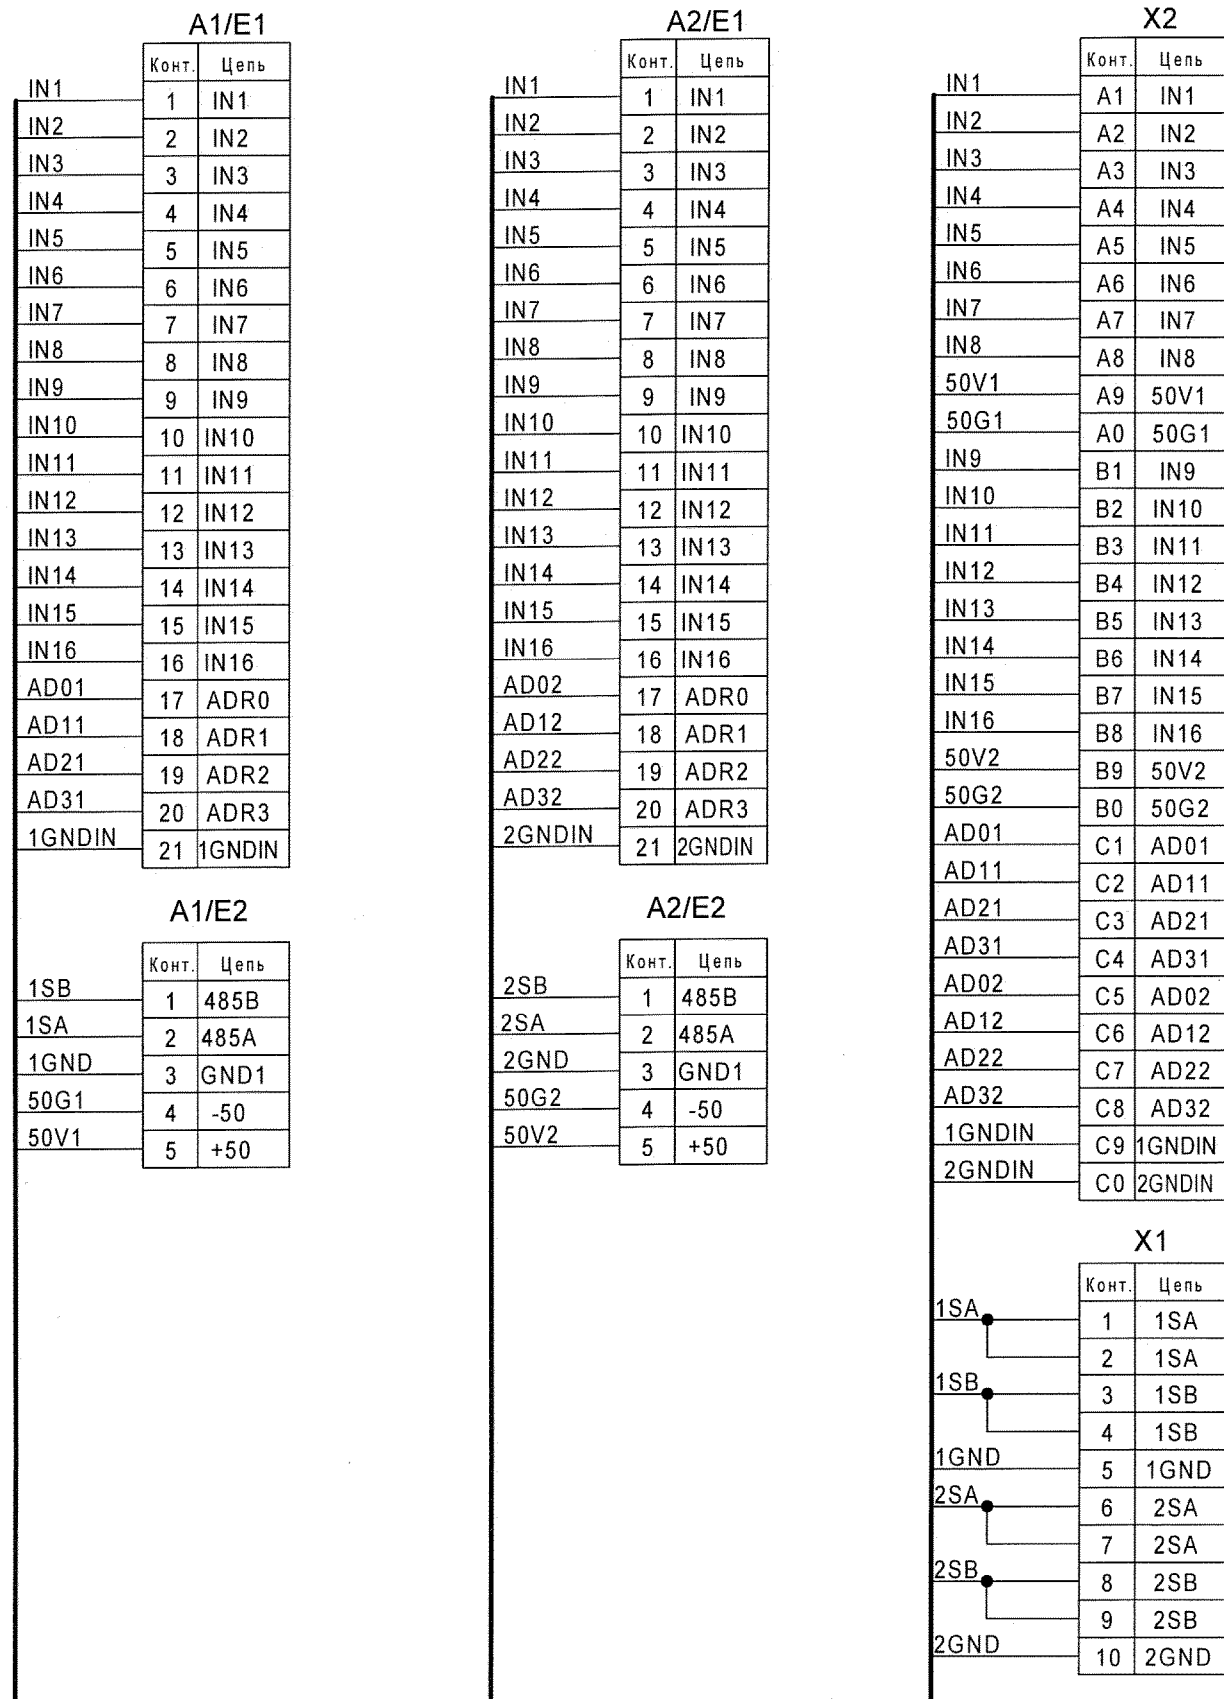 A1/E1
Конт. Цепь
IN1 1 IN1
IN2 2 IN2
IN3 3 IN3
IN4 4 IN4
IN5 5 IN5
IN6 6 IN6
IN7 7 IN7
IN8 8 IN8
IN9 9 IN9
IN10 10 IN10
IN11 11 IN11
IN12 12 IN12
IN13 13 IN13
IN14 14 IN14
IN15 15 IN15
IN16 16 IN16
AD01 17 ADR0
AD11 18 ADR1
AD21 19 ADR2
AD31 20 ADR3
1GNDIN 21 1GNDIN
A1/E2
Конт. Цепь
1SB 1 485B
1SA 2 485A
1GND 3 GND1
50G1 4 -50
50V1 5 +50
A2/E1
Конт. Цепь
IN1 1 IN1
IN2 2 IN2
IN3 3 IN3
IN4 4 IN4
IN5 5 IN5
IN6 6 IN6
IN7 7 IN7
IN8 8 IN8
IN9 9 IN9
IN10 10 IN10
IN11 11 IN11
IN12 12 IN12
IN13 13 IN13
IN14 14 IN14
IN15 15 IN15
IN16 16 IN16
AD02 17 ADR0
AD12 18 ADR1
AD22 19 ADR2
AD32 20 ADR3
2GNDIN 21 2GNDIN
A2/E2
Конт. Цепь
2SB 1 485B
2SA 2 485A
2GND 3 GND1
50G2 4 -50
50V2 5 +50
X2
Конт. Цепь
IN1 A1 IN1
IN2 A2 IN2
IN3 A3 IN3
IN4 A4 IN4
IN5 A5 IN5
IN6 A6 IN6
IN7 A7 IN7
IN8 A8 IN8
50V1 A9 50V1
50G1 A0 50G1
IN9 B1 IN9
IN10 B2 IN10
IN11 B3 IN11
IN12 B4 IN12
IN13 B5 IN13
IN14 B6 IN14
IN15 B7 IN15
IN16 B8 IN16
50V2 B9 50V2
50G2 B0 50G2
AD01 C1 AD01
AD11 C2 AD11
AD21 C3 AD21
AD31 C4 AD31
AD02 C5 AD02
AD12 C6 AD12
AD22 C7 AD22
AD32 C8 AD32
1GNDIN C9 1GNDIN
2GNDIN C0 2GNDIN
X1
Конт. Цепь
1SA 1 1SA
2 1SA
1SB 3 1SB
4 1SB
1GND 5 1GND
2SA 6 2SA
7 2SA
2SB 8 2SB
9 2SB
2GND 10 2GND